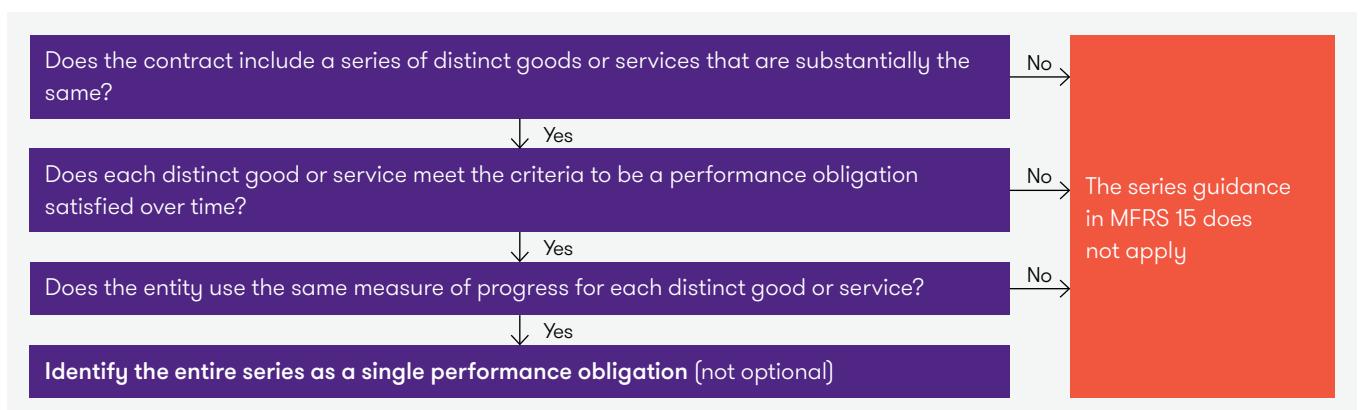 Does the contract include a series of distinct goods or services that are substantially the
same?
No
Yes
Does each distinct good or service meet the criteria to be a performance obligation
satisfied over time?
No
Yes
Does the entity use the same measure of progress for each distinct good or service?
No
Yes
Identify the entire series as a single performance obligation (not optional)
The series guidance
in MFRS 15 does
not apply